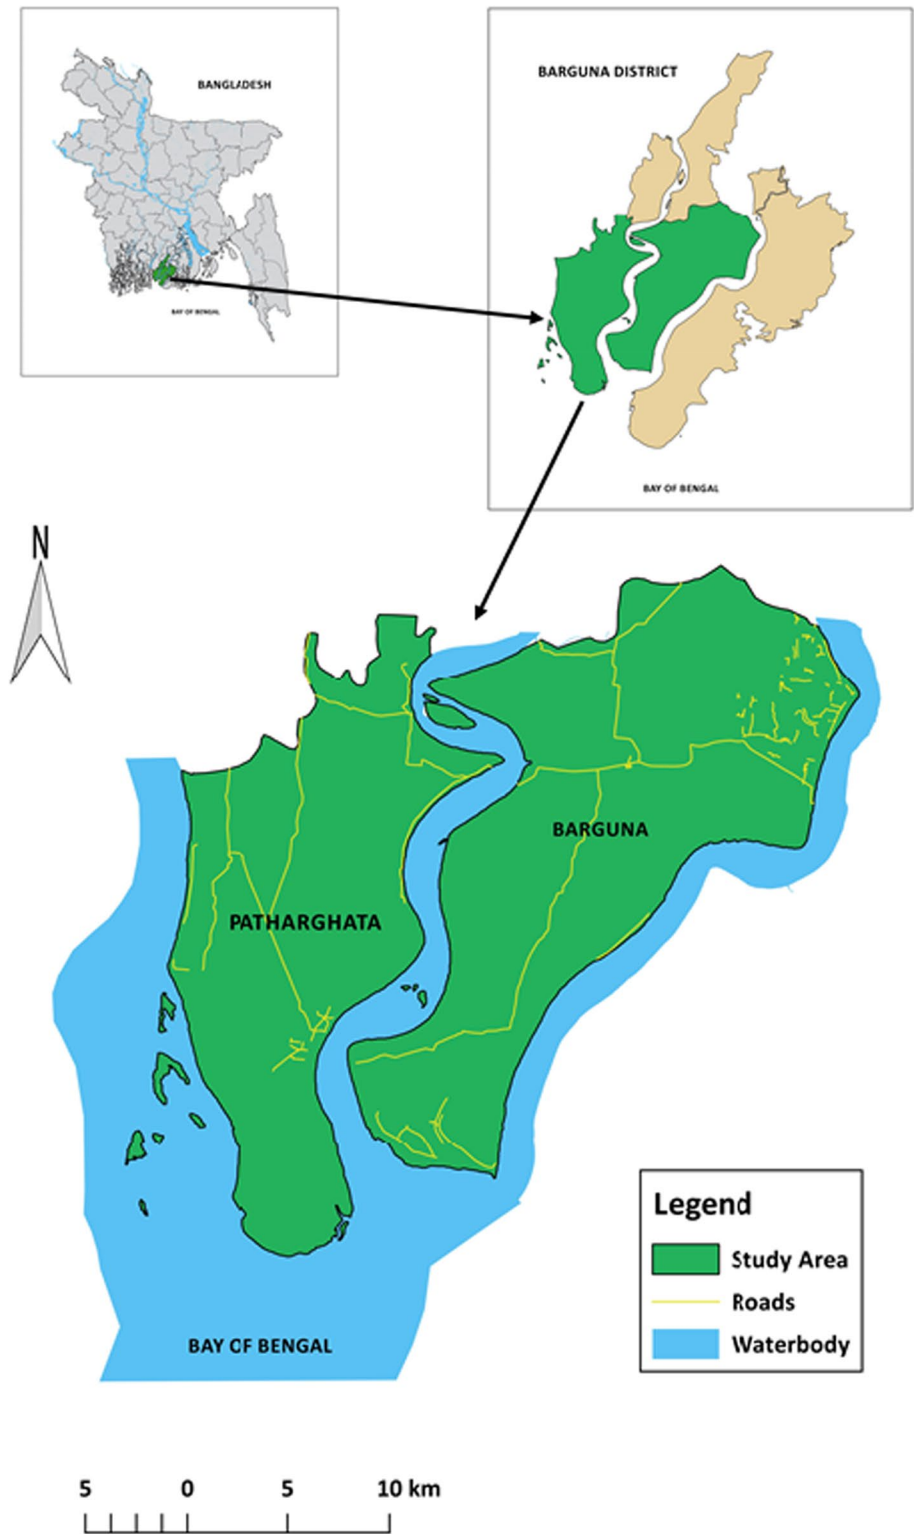 BANGLADESH
BAY OF BENGAL
BARGUNA DISTRICT
BAY OF BENGAL
N
BARGUNA
PATHARGHATA
Legend
Study Area
Roads
Waterbody
BAY OF BENGAL
5 0 5 10 km